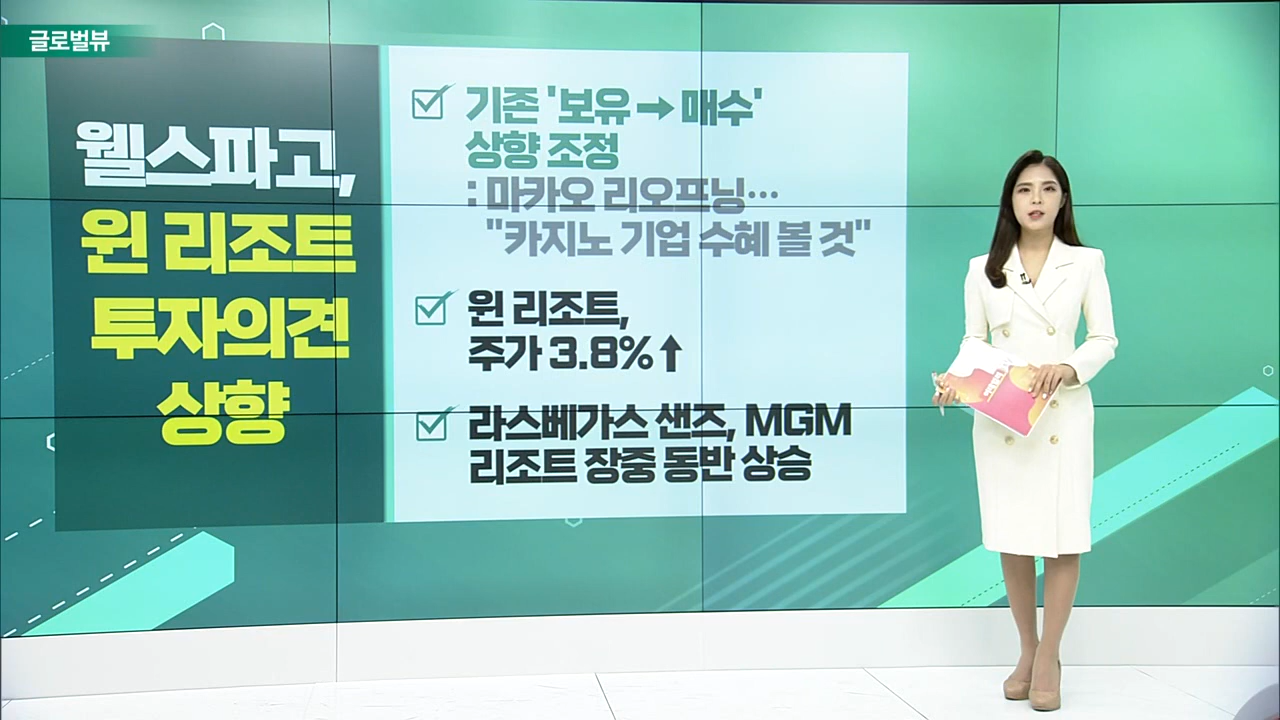 글로벌뷰
웰스파고,
윈 리조트
투자의견
상향
기존 '보유→매수'
상향 조정
: 마카오 리오프닝…
"카지노 기업 수혜 볼 것"
윈 리조트,
주가 3.8%↑
라스베가스 샌즈, MGM
리조트 장중 동반 상승